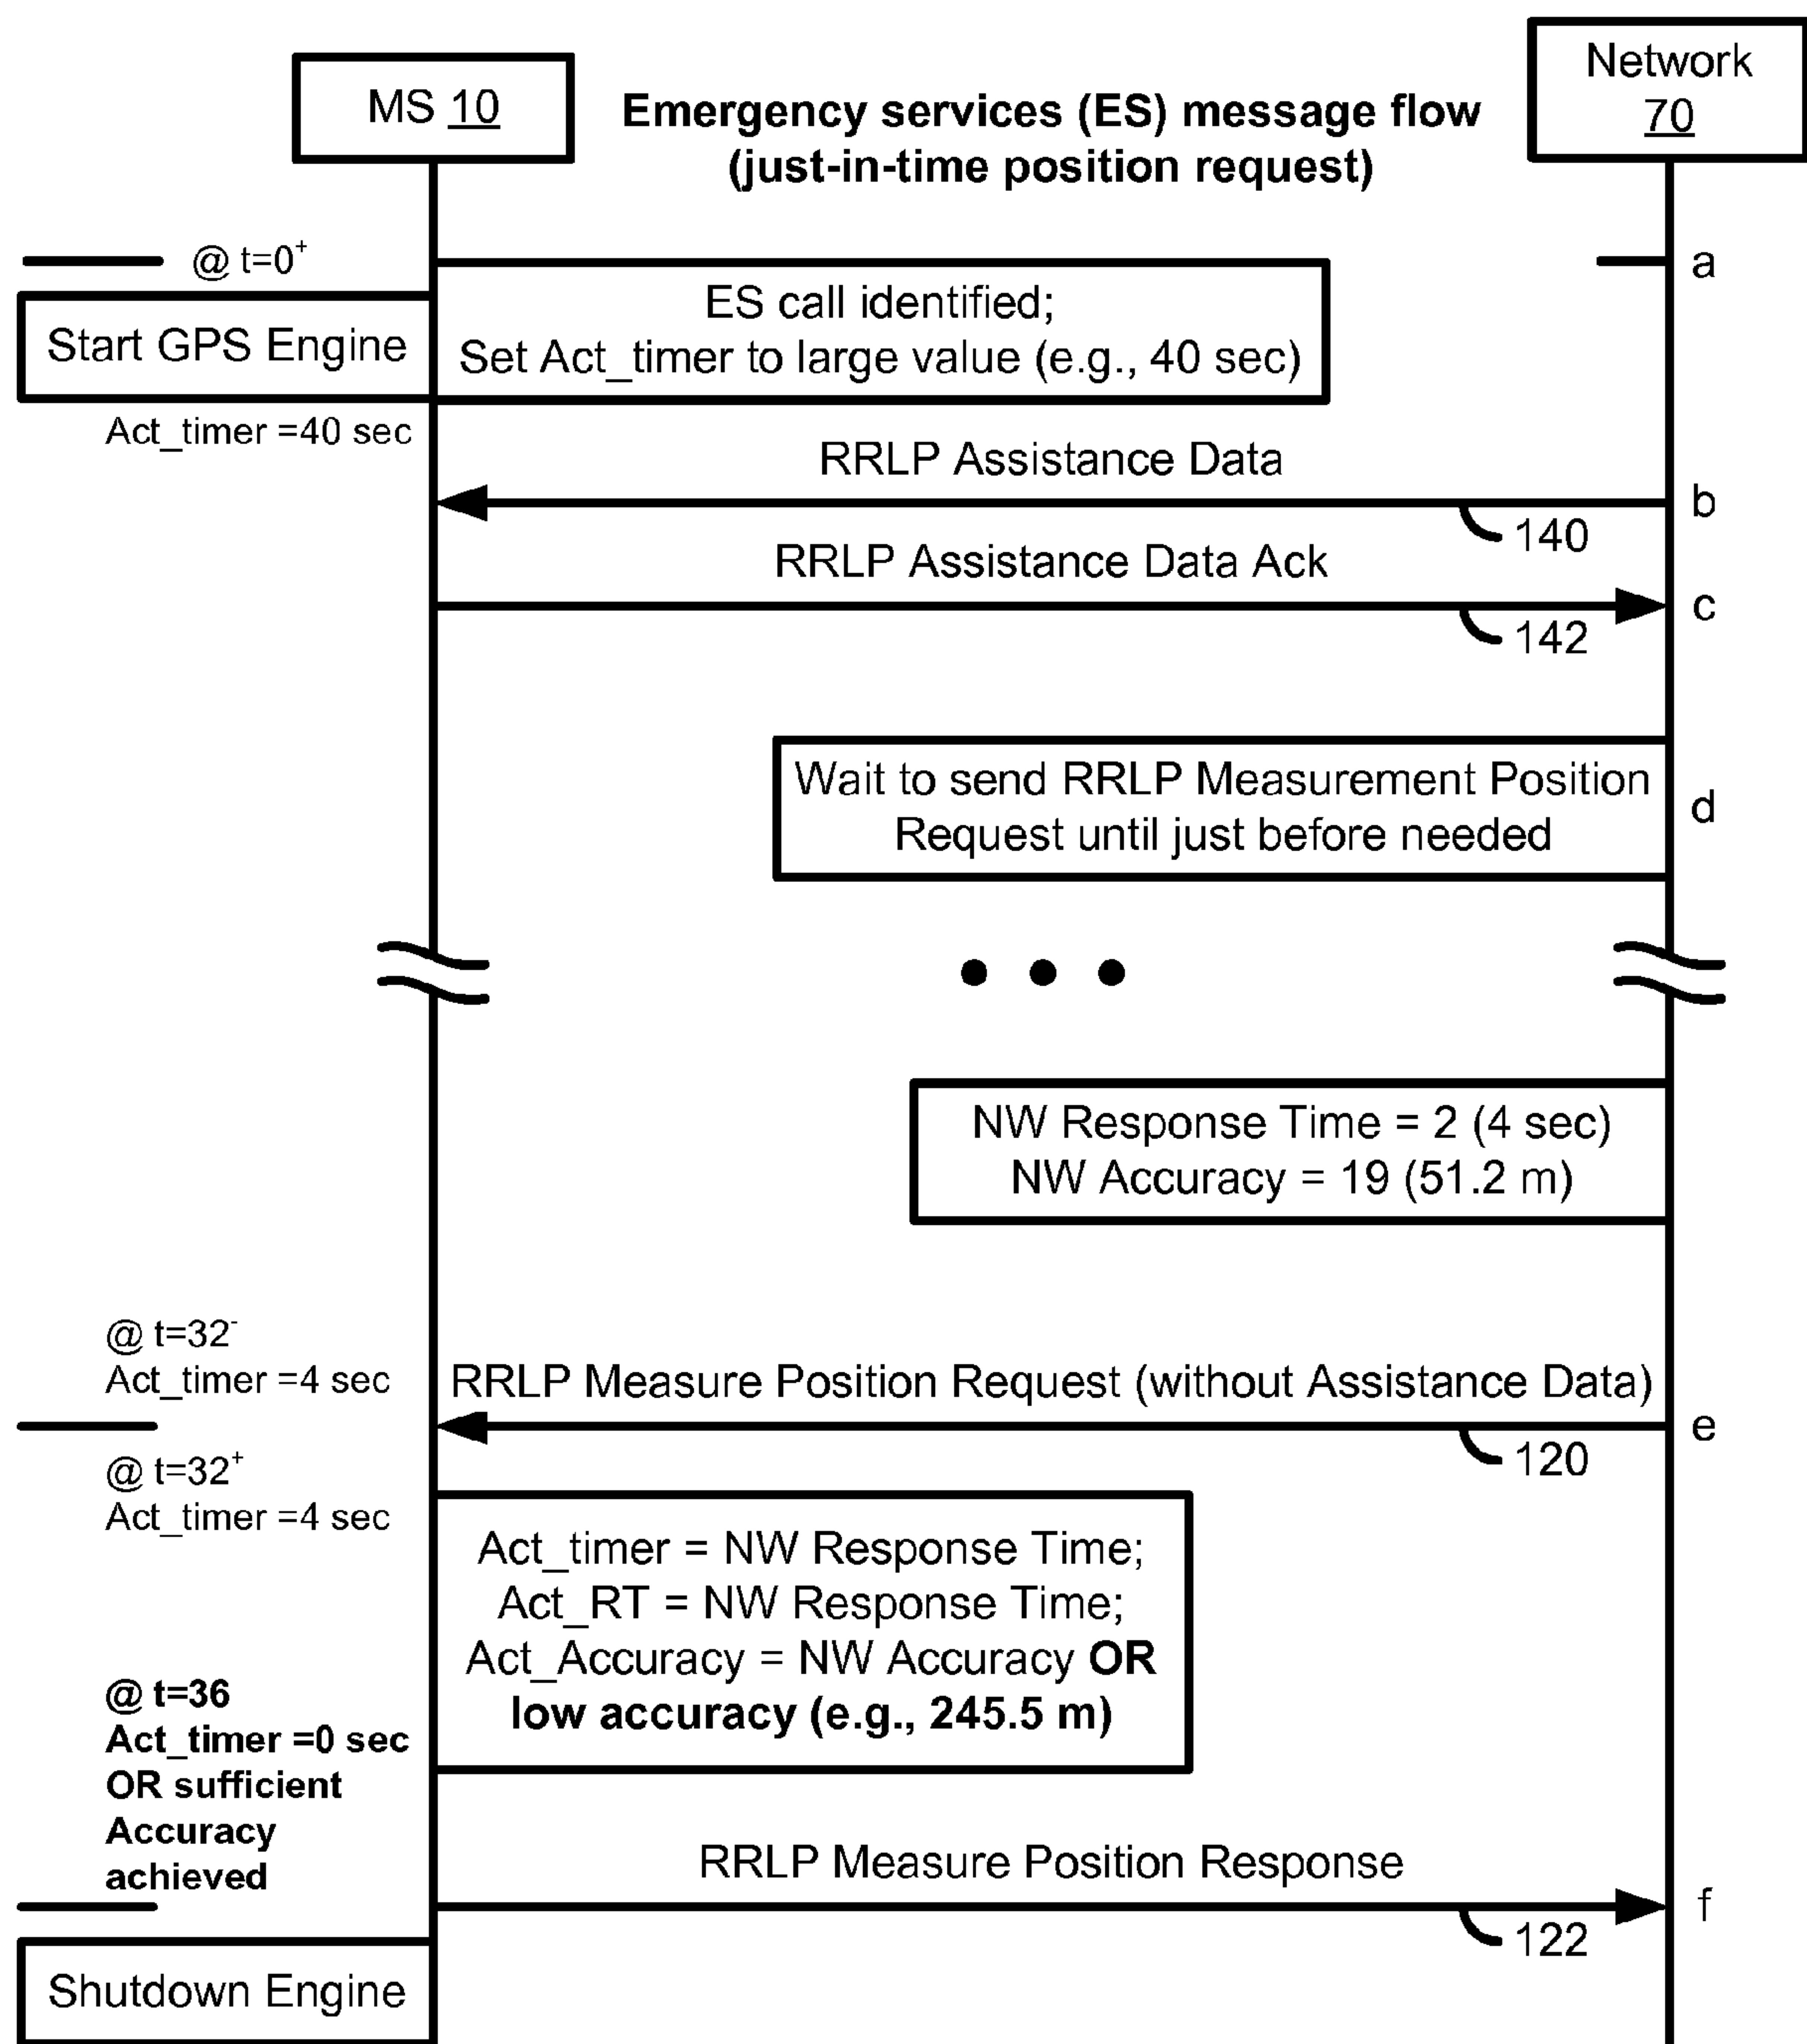 MS 10
Network
70
Emergency services (ES) message flow
(just-in-time position request)
@ t=0+
a
ES call identified;
Set Act_timer to large value (e.g., 40 sec)
Start GPS Engine
Act_timer =40 sec
RRLP Assistance Data
b
140
RRLP Assistance Data Ack
c
142
Wait to send RRLP Measurement Position
Request until just before needed
d
NW Response Time = 2 (4 sec)
NW Accuracy = 19 (51.2 m)
@ t=32-
Act_timer =4 sec
RRLP Measure Position Request (without Assistance Data)
e
120
@ t=32+
Act_timer =4 sec
Act_timer = NW Response Time;
Act_RT = NW Response Time;
Act_Accuracy = NW Accuracy OR
low accuracy (e.g., 245.5 m)
@ t=36
Act_timer =0 sec
OR sufficient
Accuracy
achieved
RRLP Measure Position Response
f
122
Shutdown Engine